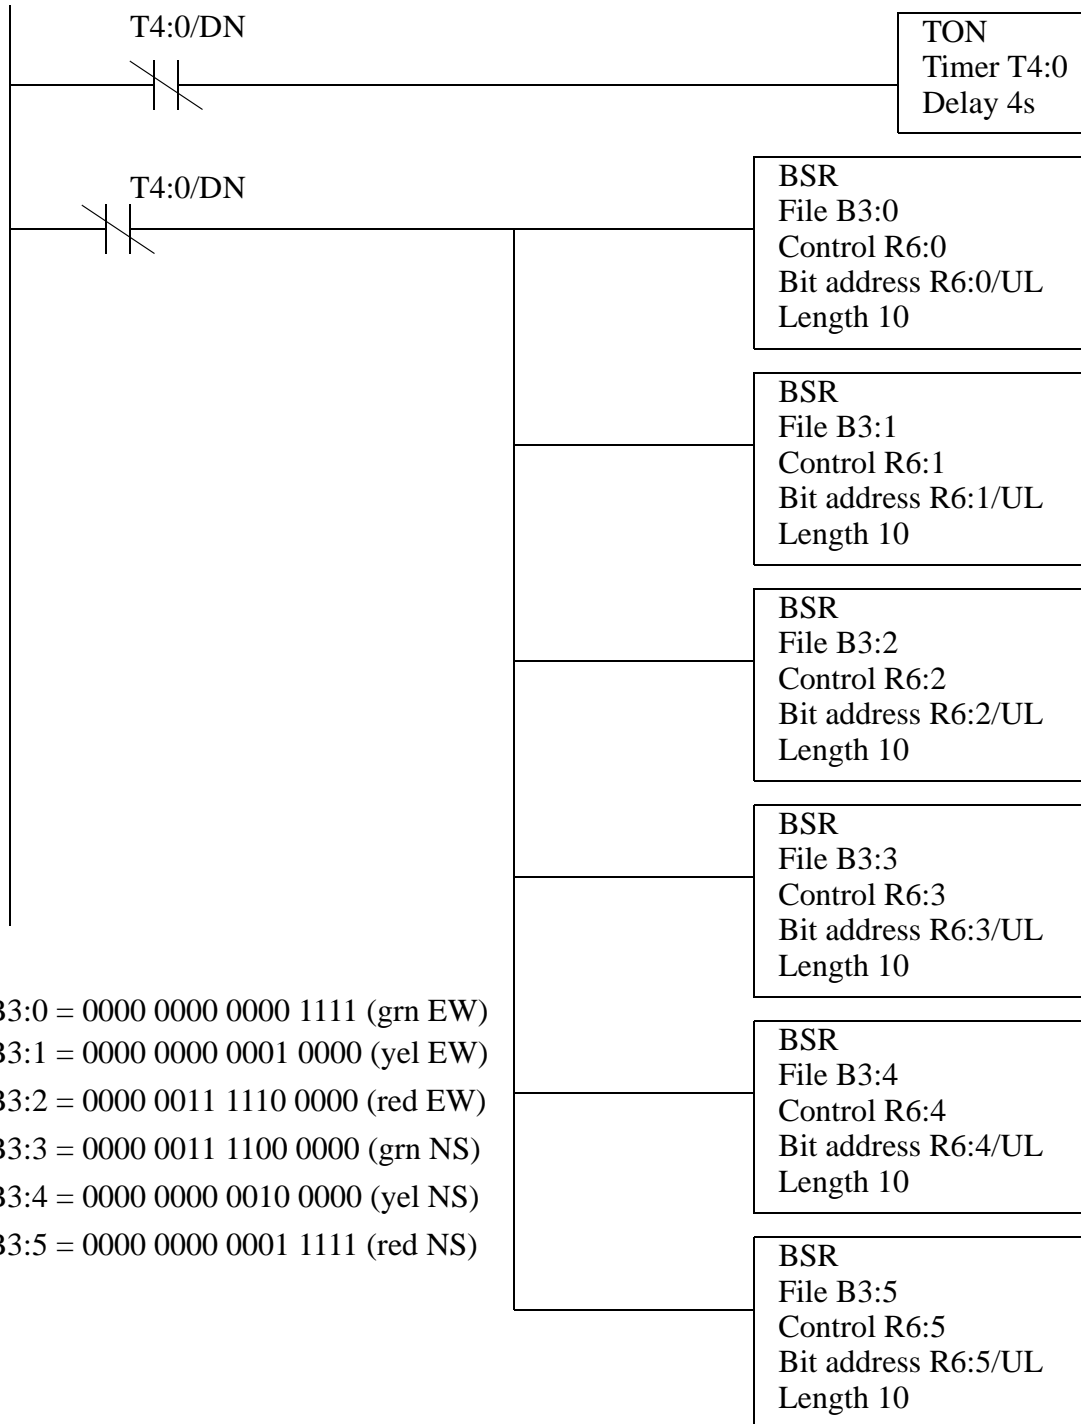 T4:0/DN
TON
Timer T4:0
Delay 4s
T4:0/DN
BSR
File B3:0
Control R6:0
Bit address R6:0/UL
Length 10
BSR
File B3:1
Control R6:1
Bit address R6:1/UL
Length 10
BSR
File B3:2
Control R6:2
Bit address R6:2/UL
Length 10
BSR
File B3:3
Control R6:3
Bit address R6:3/UL
Length 10
BSR
File B3:4
Control R6:4
Bit address R6:4/UL
Length 10
BSR
File B3:5
Control R6:5
Bit address R6:5/UL
Length 10
B3:0 = 0000 0000 0000 1111 (grn EW)
B3:1 = 0000 0000 0001 0000 (yel EW)
B3:2 = 0000 0011 1110 0000 (red EW)
B3:3 = 0000 0011 1100 0000 (grn NS)
B3:4 = 0000 0000 0010 0000 (yel NS)
B3:5 = 0000 0000 0001 1111 (red NS)